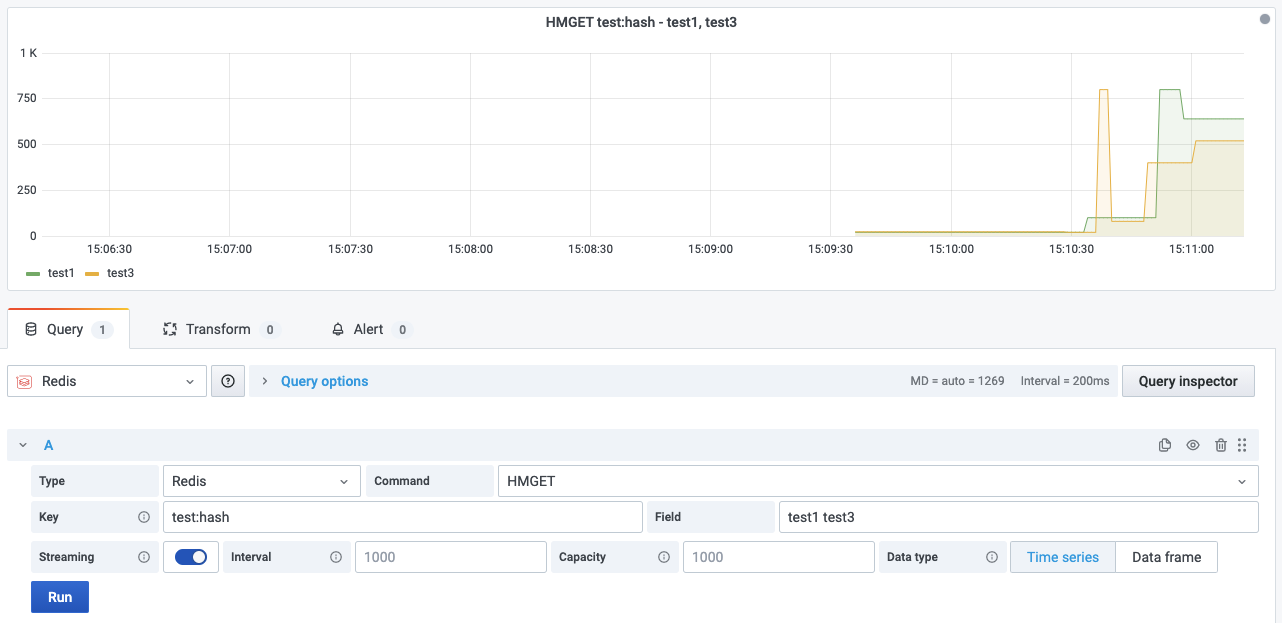 HMGET test:hash - test1, test3
1 K
750
500
250
0
15:06:30 15:07:00 15:07:30 15:08:00 15:08:30 15:09:00 15:09:30 15:10:00 15:10:30 15:11:00
test1 test3
Query 1 Transform 0 Alert 0
Redis Query options MD = auto = 1269 Interval = 200ms Query inspector
A
Type Redis Command HMGET
Key test:hash Field test1 test3
Streaming Interval 1000 Capacity 1000 Data type Time series Data frame
Run